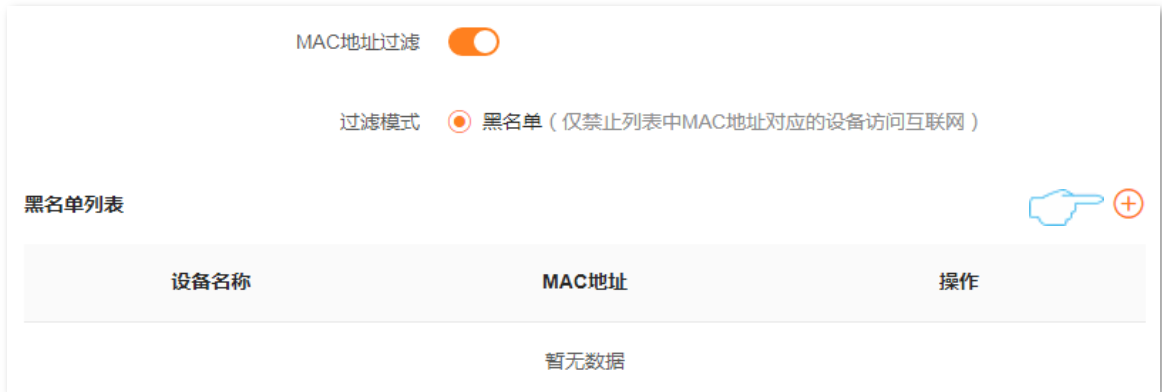 MAC地址过滤
过滤模式 黑名单（仅禁止列表中MAC地址对应的设备访问互联网）
黑名单列表
设备名称 MAC地址 操作
暂无数据